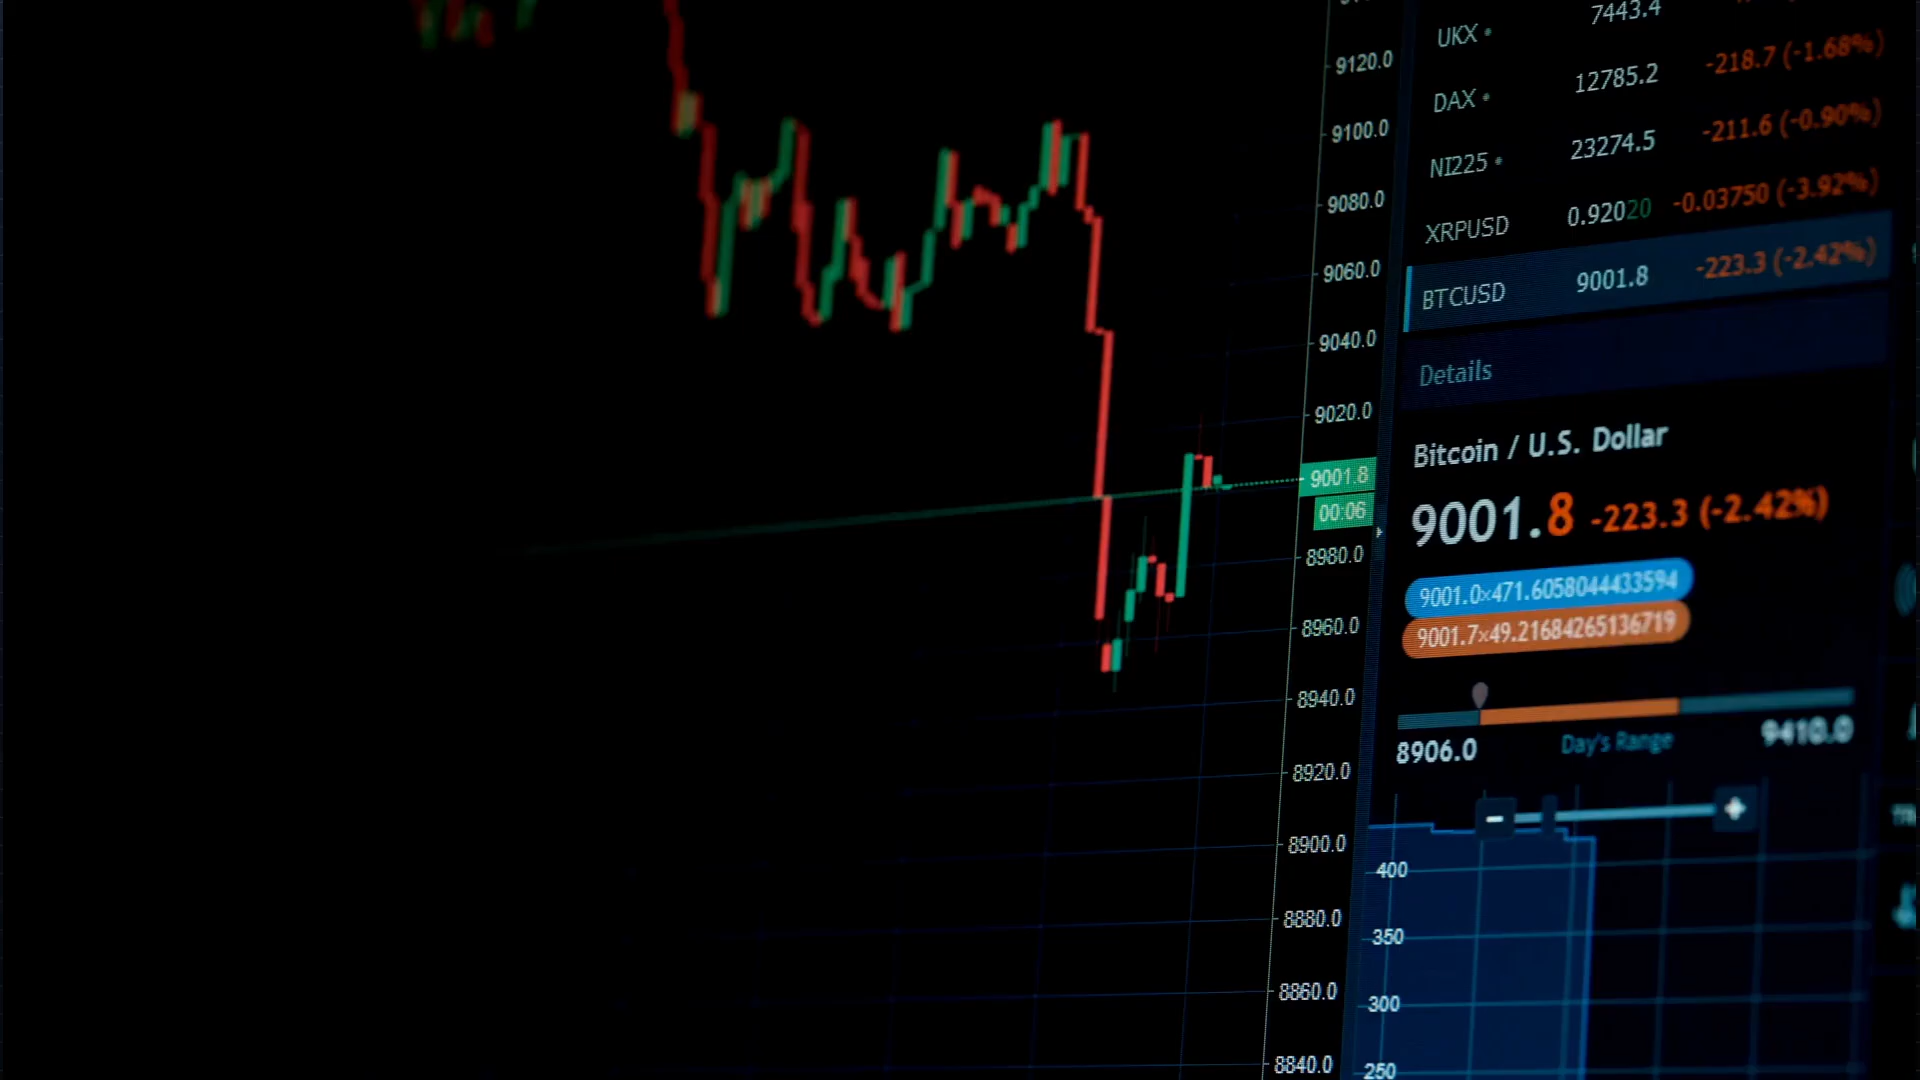 9120.0
9100.0
9080.0
9060.0
9040.0
9020.0
9001.8
00:06
8980.0
8960.0
8940.0
8920.0
8900.0
8880.0
8860.0
8840.0
UKX 7443.4
DAX 12785.2 -218.7 (-1.68%)
NI225 23274.5 -211.6 (-0.90%)
XRPUSD 0.92020 -0.03750 (-3.92%)
BTCUSD 9001.8 -223.3 (-2.42%)
Details
Bitcoin / U.S. Dollar
9001.8 -223.3 (-2.42%)
9001.0×471.6058044433594
9001.7×49.21684265136719
8906.0 Day's Range 9410.0
- +
400
350
300
250